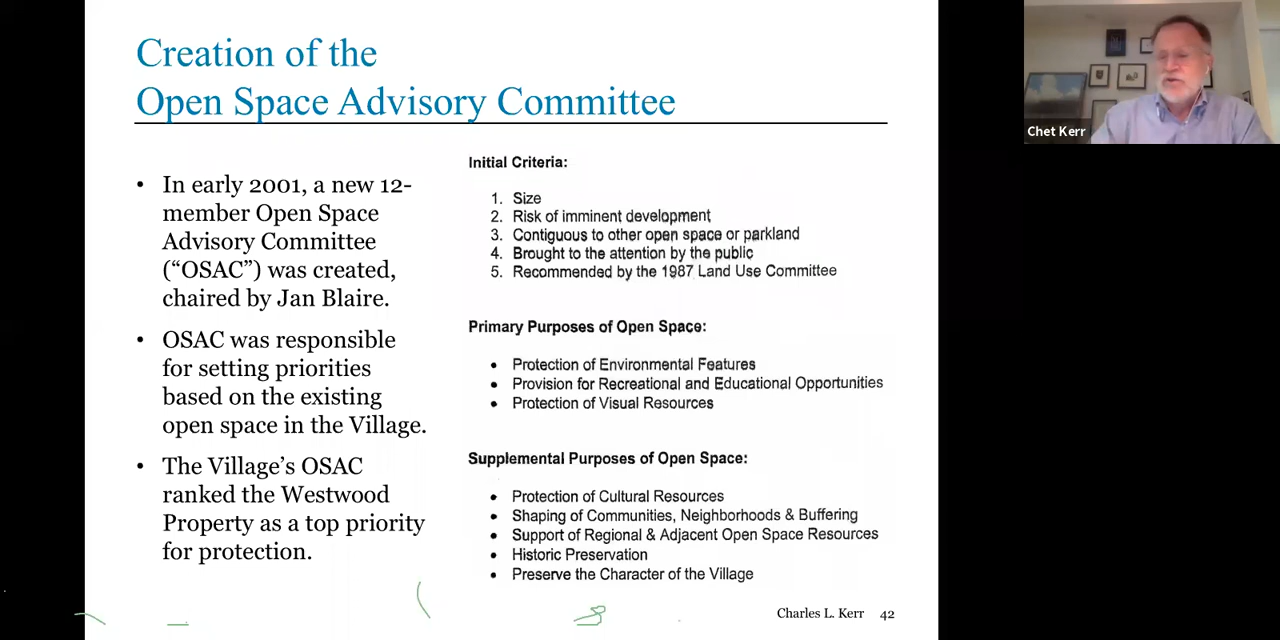 Creation of the
Open Space Advisory Committee
• In early 2001, a new 12-
member Open Space
Advisory Committee
(“OSAC”) was created,
chaired by Jan Blaire.
• OSAC was responsible
for setting priorities
based on the existing
open space in the Village.
• The Village’s OSAC
ranked the Westwood
Property as a top priority
for protection.
Initial Criteria:
1. Size
2. Risk of imminent development
3. Contiguous to other open space or parkland
4. Brought to the attention by the public
5. Recommended by the 1987 Land Use Committee
Primary Purposes of Open Space:
• Protection of Environmental Features
• Provision for Recreational and Educational Opportunities
• Protection of Visual Resources
Supplemental Purposes of Open Space:
• Protection of Cultural Resources
• Shaping of Communities, Neighborhoods & Buffering
• Support of Regional & Adjacent Open Space Resources
• Historic Preservation
• Preserve the Character of the Village
Charles L. Kerr 42
Chet Kerr